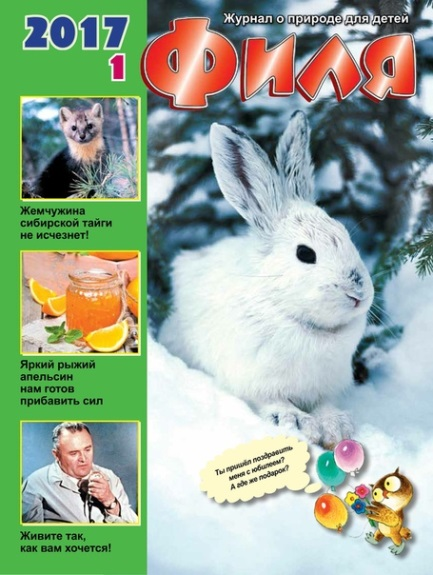 2017
1
Журнал о природе для детей
Филя
Жемчужина
сибирской тайги
не исчезнет!
Яркий рыжий
апельсин
нам готов
прибавить сил
Живите так,
как вам хочется!
Ты пришёл поздравить
меня с юбилеем?
А где же подарок?